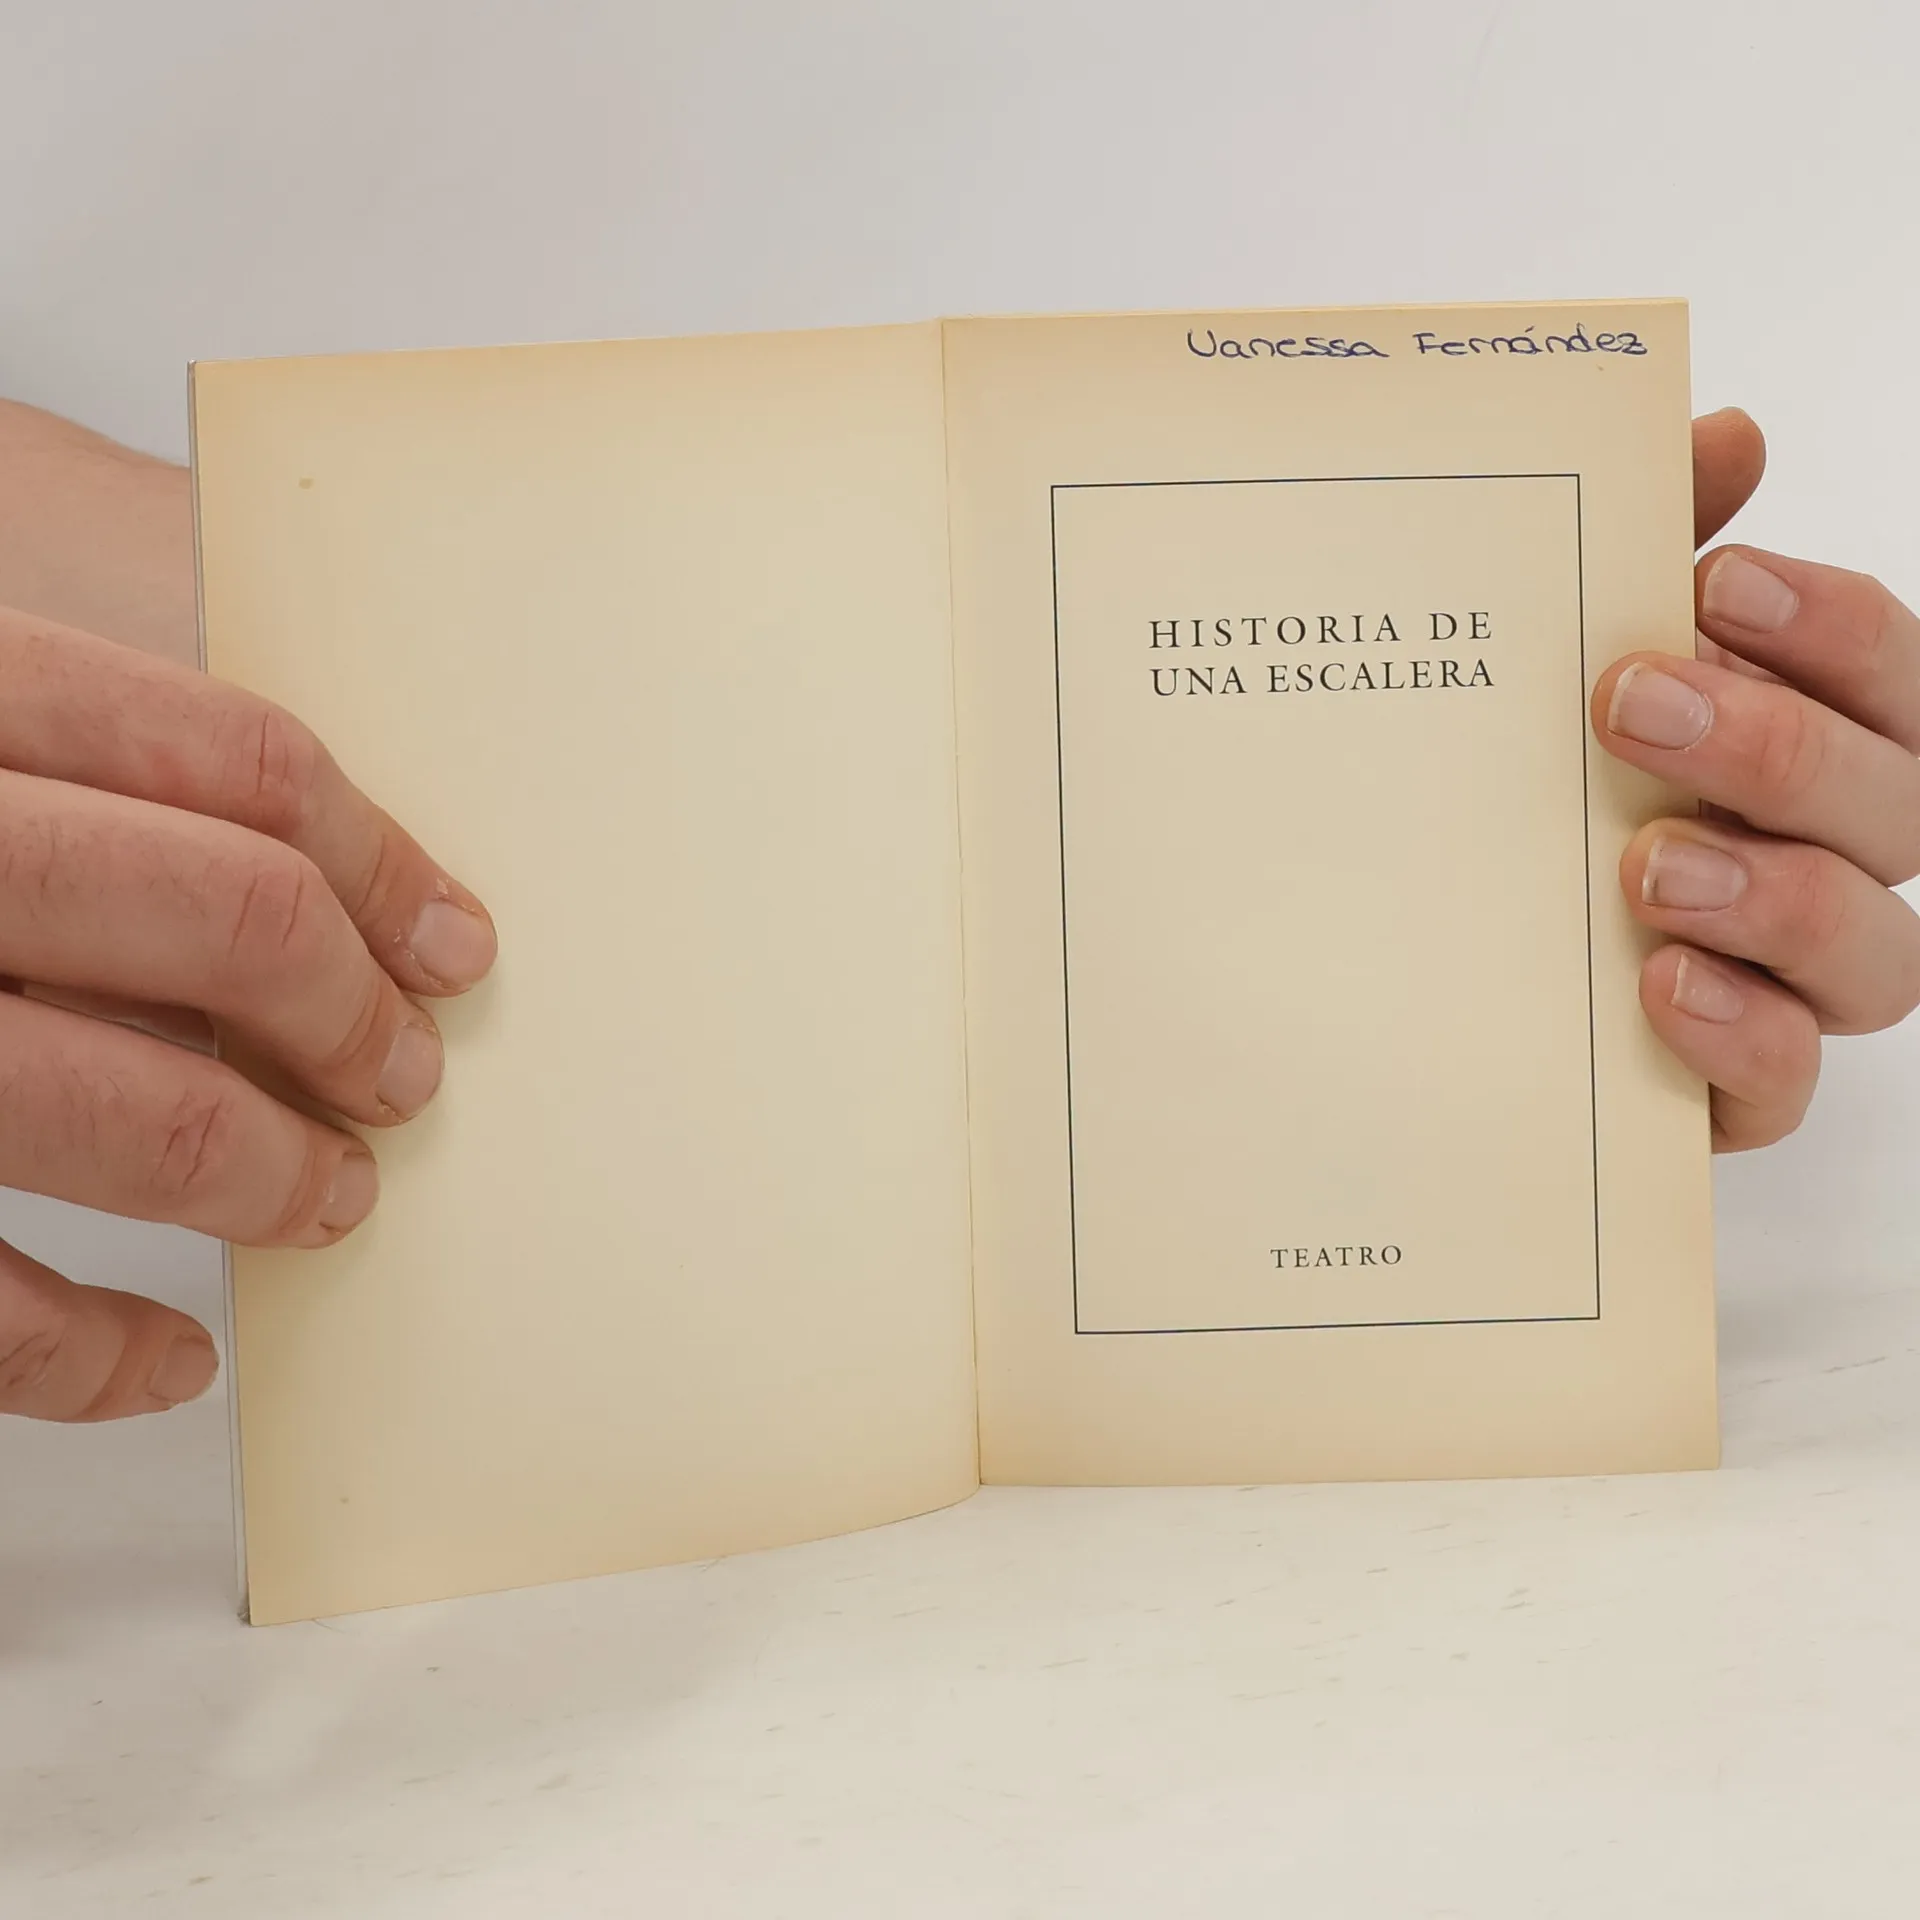 Vanessa Fernández
HISTORIA DE
UNA ESCALERA
TEATRO